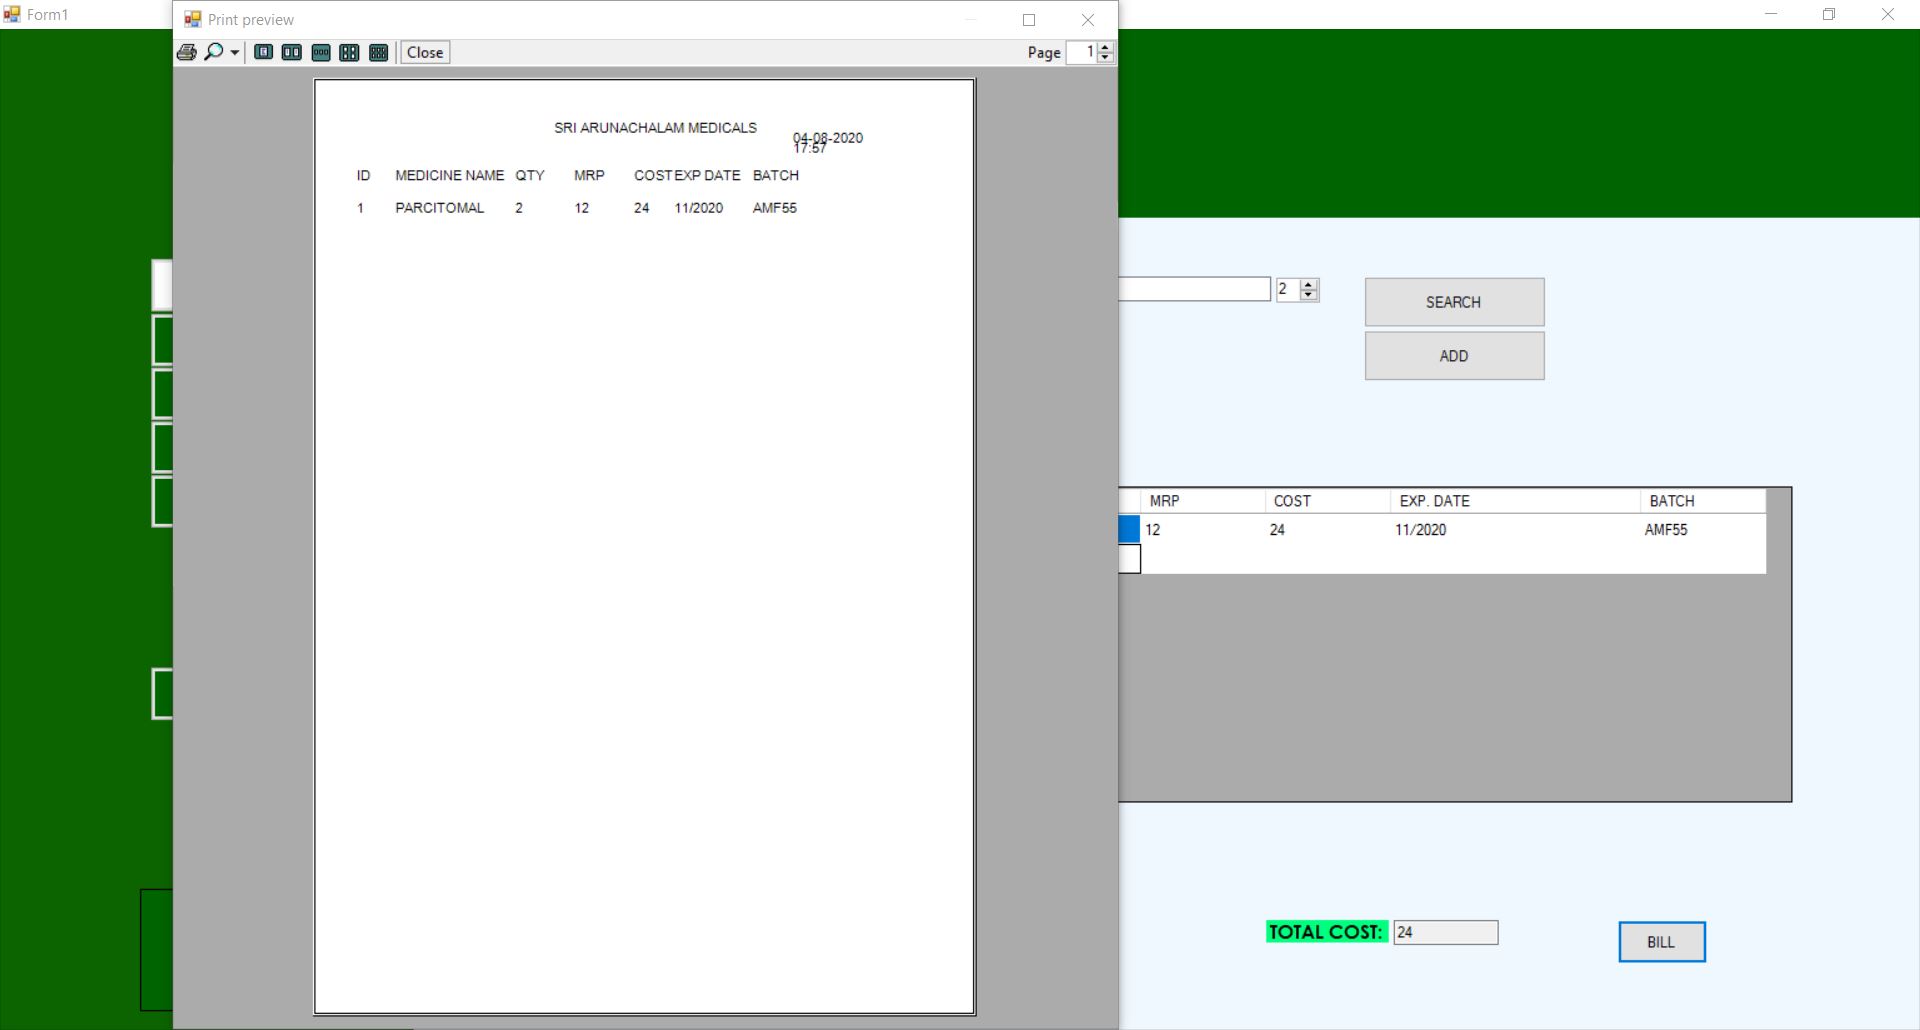 Form1
Print preview
Close
Page 1
SRI ARUNACHALAM MEDICALS
04-08-2020
17:57
ID MEDICINE NAME QTY MRP COST EXP DATE BATCH
1 PARCITOMAL 2 12 24 11/2020 AMF55
2
SEARCH
ADD
MRP COST EXP. DATE BATCH
12 24 11/2020 AMF55
TOTAL COST: 24
BILL